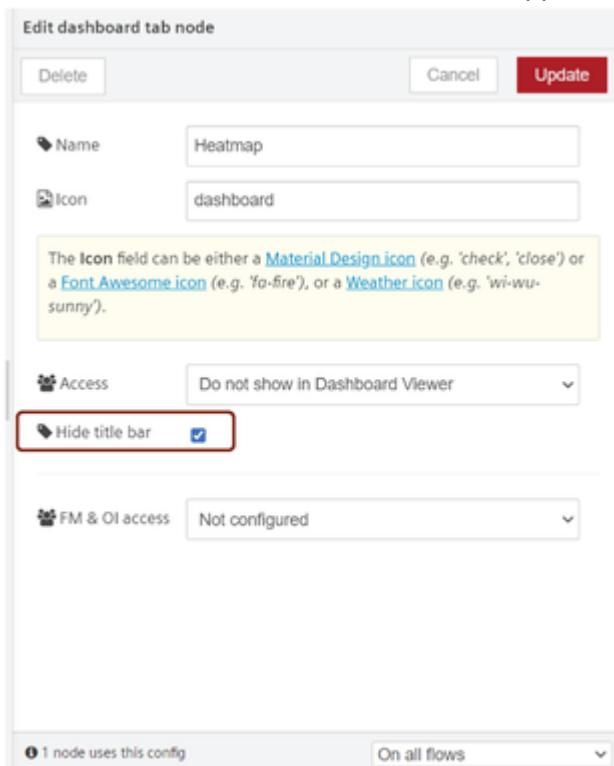 Edit dashboard tab node
Delete
Cancel
Update
Name
Heatmap
Icon
dashboard
The Icon field can be either a Material Design icon (e.g. 'check', 'close') or
a Font Awesome icon (e.g. 'fa-fire'), or a Weather icon (e.g. 'wi-wu-
sunny').
Access
Do not show in Dashboard Viewer
Hide title bar
FM & OI access
Not configured
1 node uses this config
On all flows